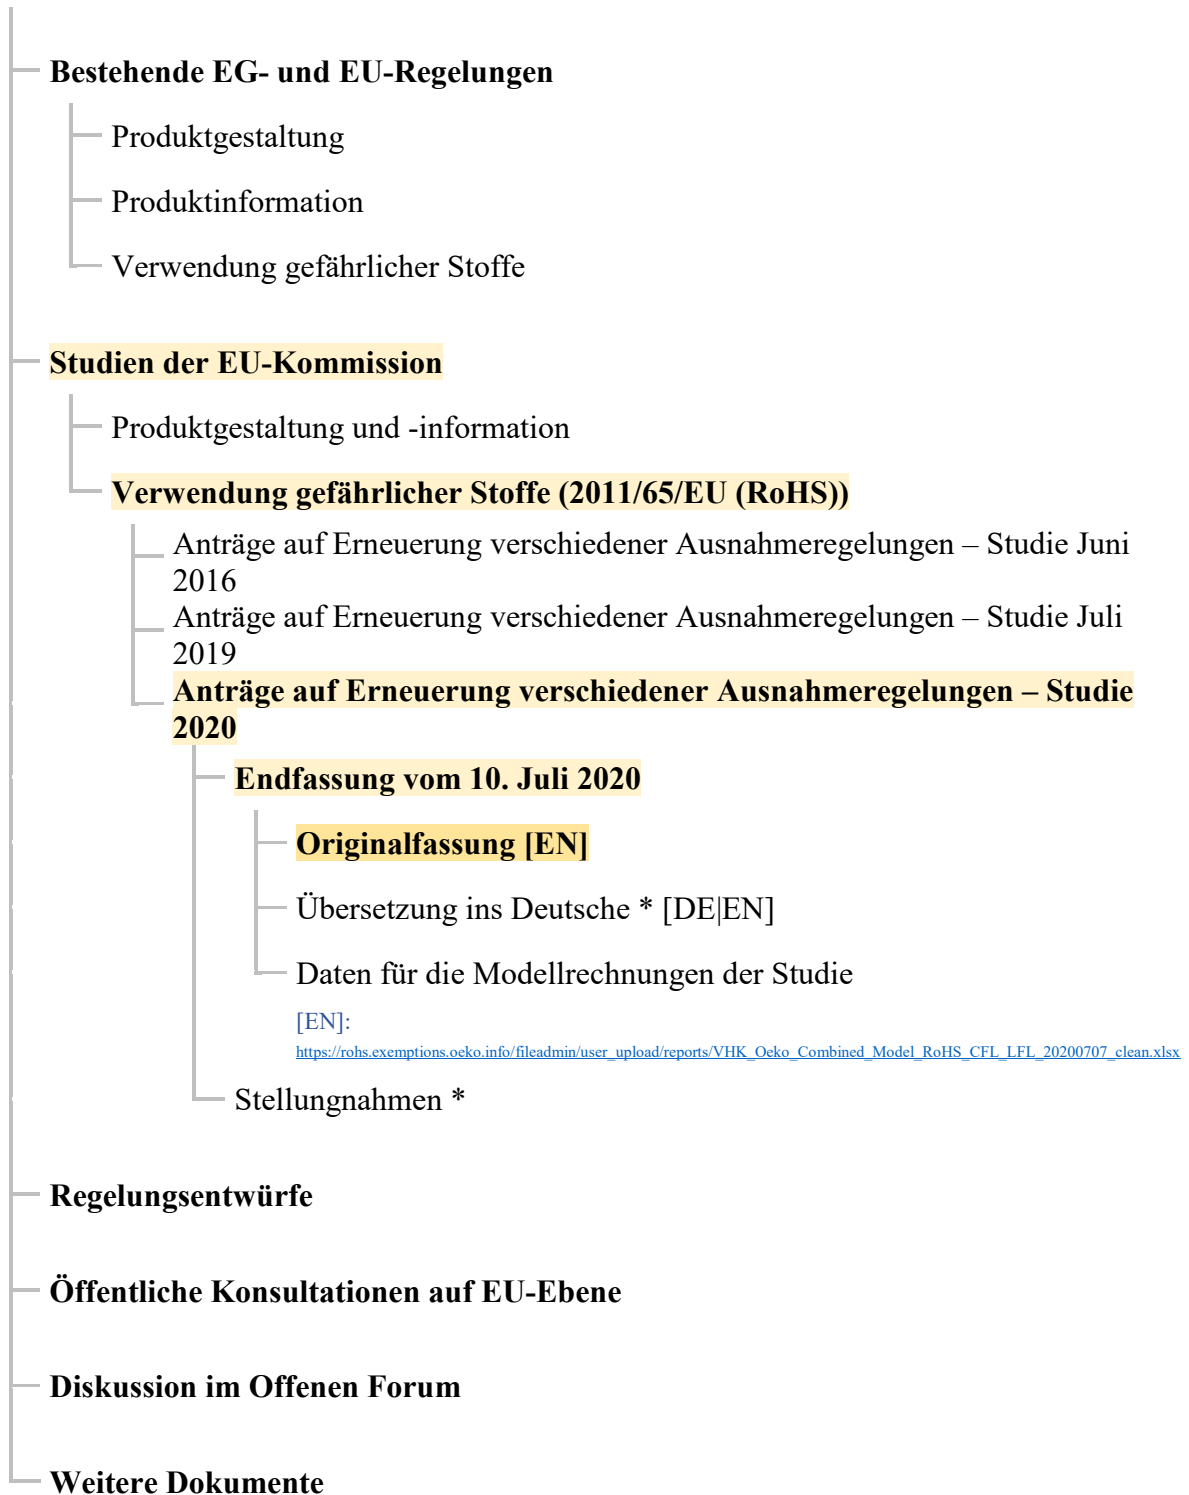 Bestehende EG- und EU-Regelungen
Produktgestaltung
Produktinformation
Verwendung gefährlicher Stoffe
Studien der EU-Kommission
Produktgestaltung und -information
Verwendung gefährlicher Stoffe (2011/65/EU (RoHS))
Anträge auf Erneuerung verschiedener Ausnahmeregelungen – Studie Juni
2016
Anträge auf Erneuerung verschiedener Ausnahmeregelungen – Studie Juli
2019
Anträge auf Erneuerung verschiedener Ausnahmeregelungen – Studie
2020
Endfassung vom 10. Juli 2020
Originalfassung [EN]
Übersetzung ins Deutsche * [DE|EN]
Daten für die Modellrechnungen der Studie
[EN]:
https://rohs.exemptions.oeko.info/fileadmin/user_upload/reports/VHK_Oeko_Combined_Model_RoHS_CFL_LFL_20200707_clean.xlsx
Stellungnahmen *
Regelungsentwürfe
Öffentliche Konsultationen auf EU-Ebene
Diskussion im Offenen Forum
Weitere Dokumente